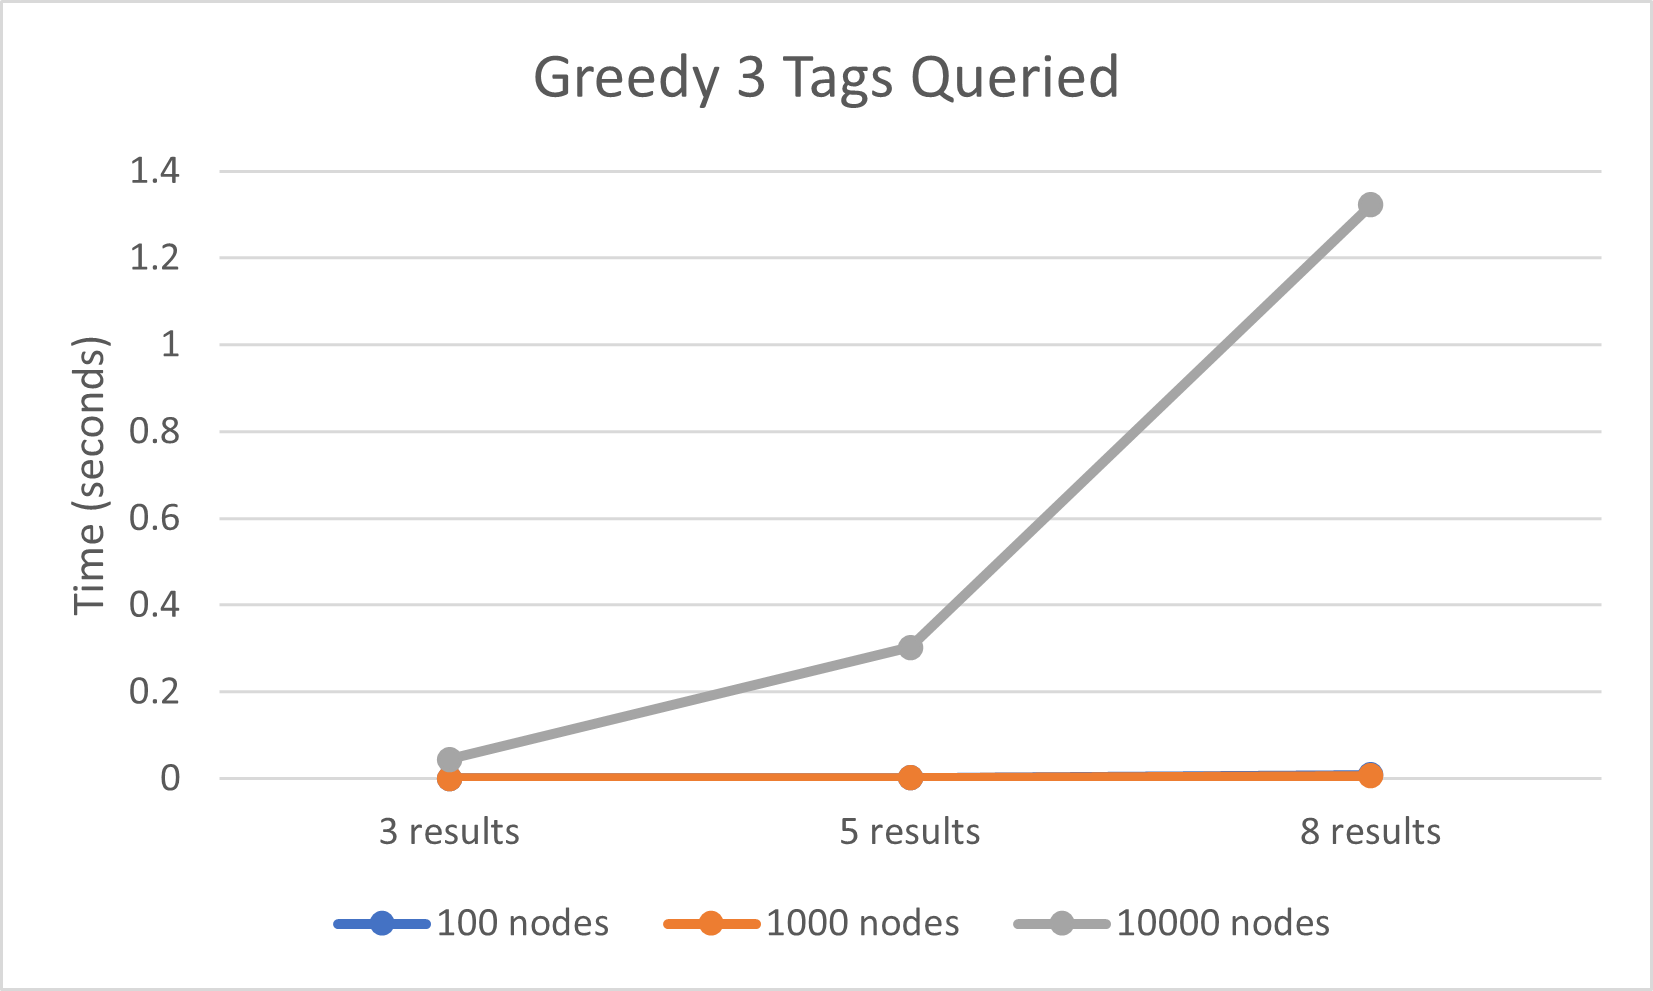 Greedy 3 Tags Queried
1.4
1.2
1
0.8
0.6
0.4
0.2
0
Time (seconds)
3 results 5 results 8 results
100 nodes 1000 nodes 10000 nodes